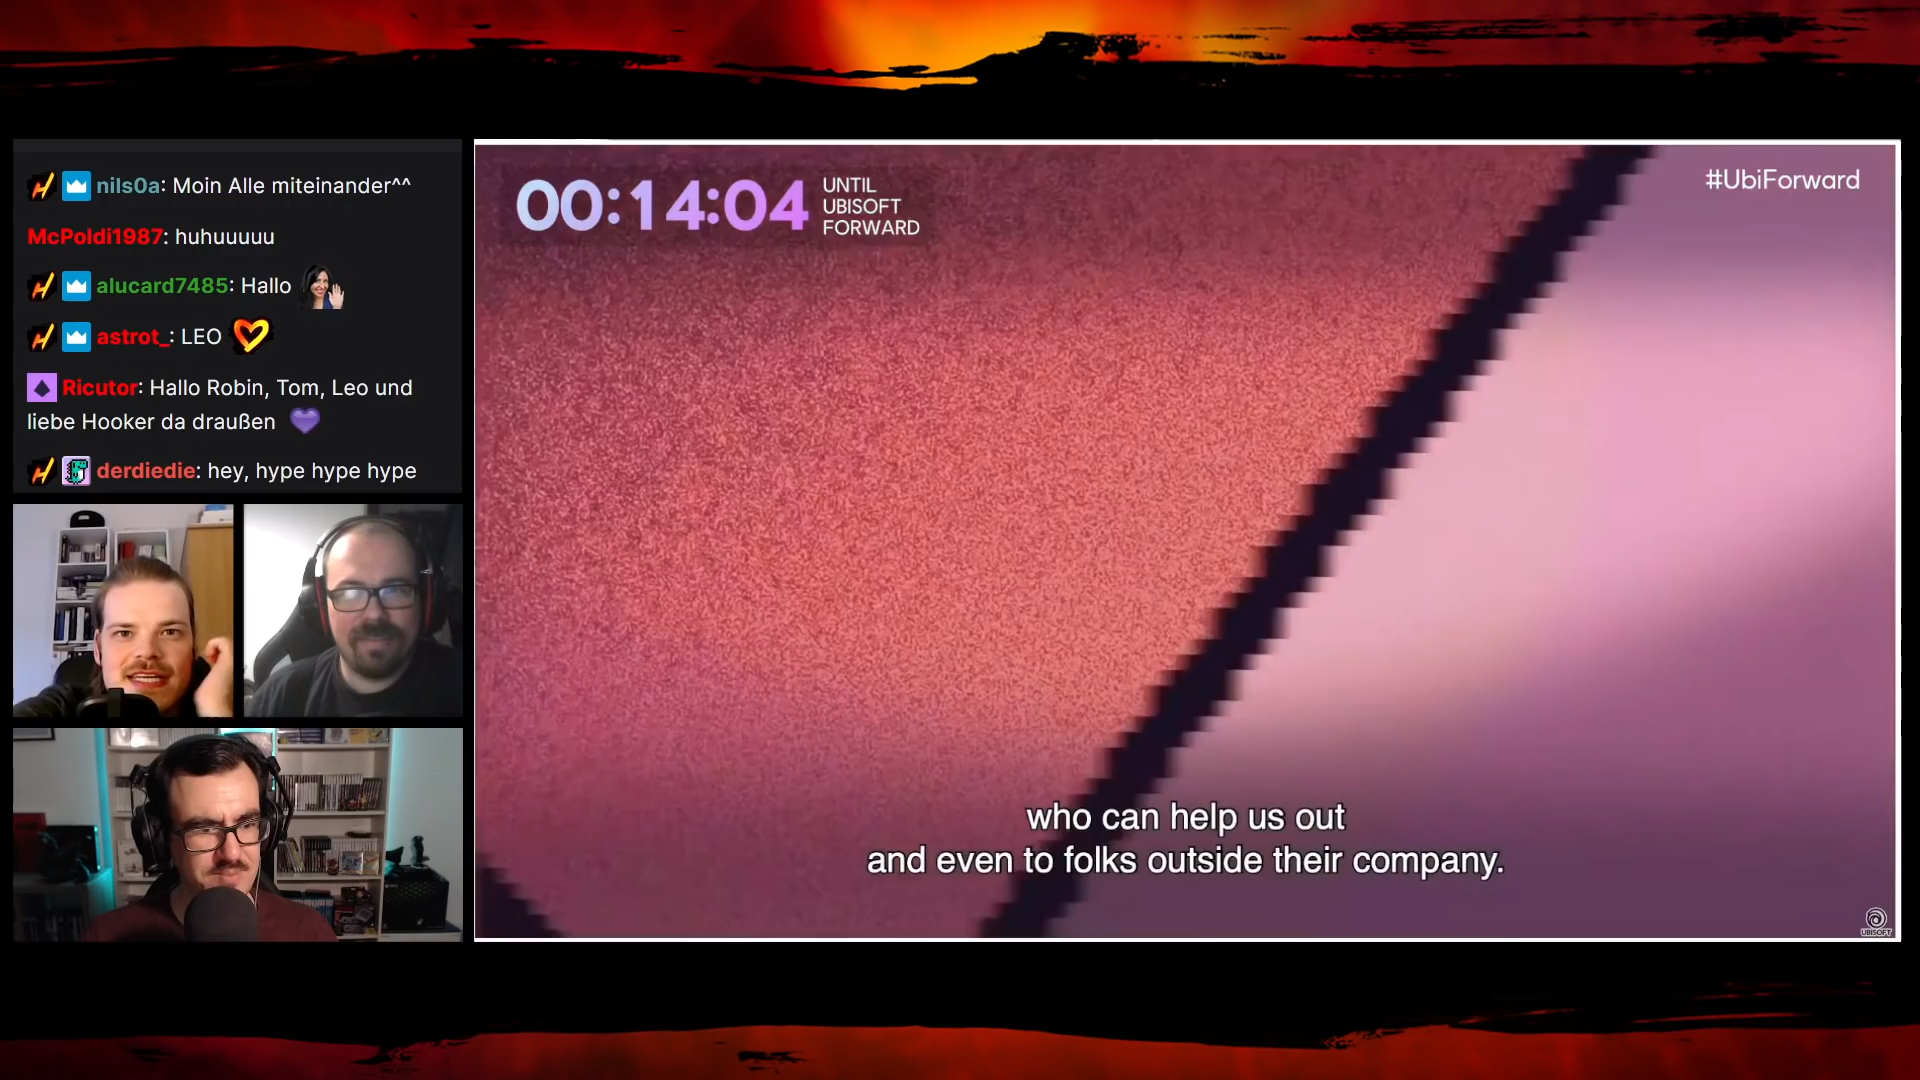 nils0a: Moin Alle miteinander^^
McPoldi1987: huhuuuuu
alucard7485: Hallo
astrot_: LEO
Ricutor: Hallo Robin, Tom, Leo und
liebe Hooker da draußen
derdiedie: hey, hype hype hype
00:14:04
UNTIL
UBISOFT
FORWARD
#UbiForward
who can help us out
and even to folks outside their company.
UBISOFT